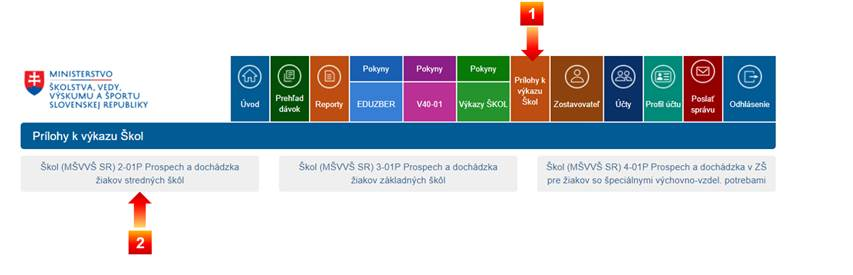 1
MINISTERSTVO
ŠKOLSTVA, VEDY,
VÝSKUMU A ŠPORTU
SLOVENSKEJ REPUBLIKY
Úvod
Prehľad
dávok
Reporty
Pokyny
EDUZBER
Pokyny
V40-01
Pokyny
Výkazy ŠKOL
Prílohy k
výkazu
Škol
Zostavovateľ
Účty
Profil účtu
Poslať
správu
Odhlásenie
Prílohy k výkazu Škol
Škol (MŠVVŠ SR) 2-01P Prospech a dochádzka
žiakov stredných škôl
Škol (MŠVVŠ SR) 3-01P Prospech a dochádzka
žiakov základných škôl
Škol (MŠVVŠ SR) 4-01P Prospech a dochádzka v ZŠ
pre žiakov so špeciálnymi výchovno-vzdel. potrebami
2